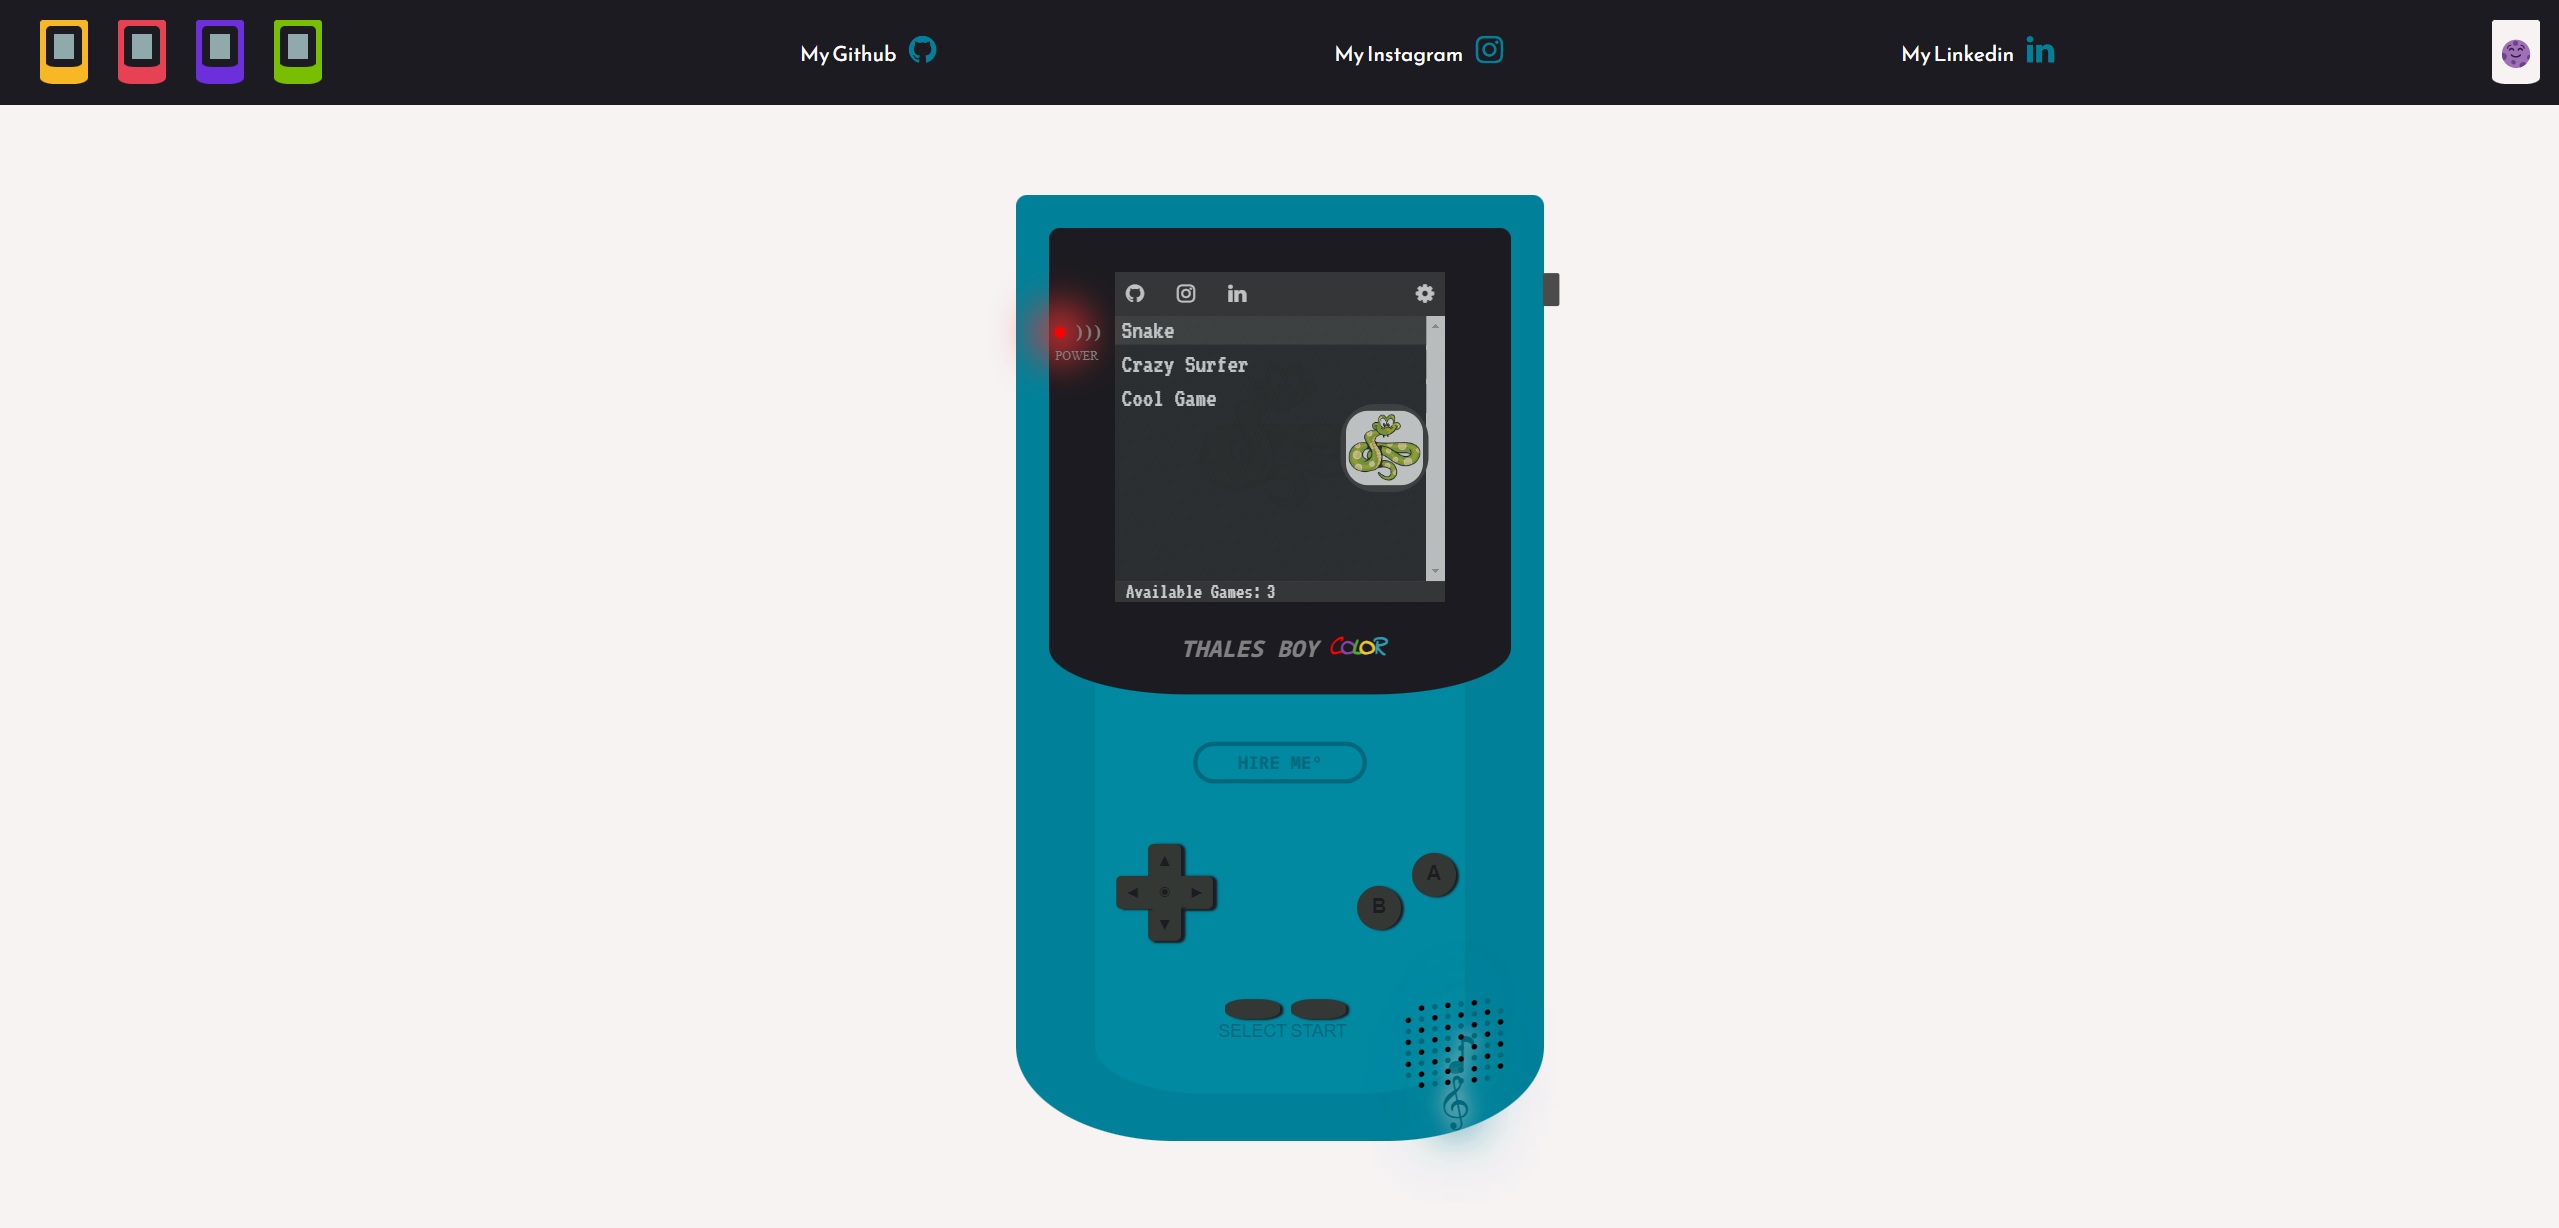 My Github
My Instagram
My Linkedin
)))
POWER
Snake
Crazy Surfer
Cool Game
Available Games: 3
THALES BOY COLOR
HIRE ME°
A
B
SELECT START